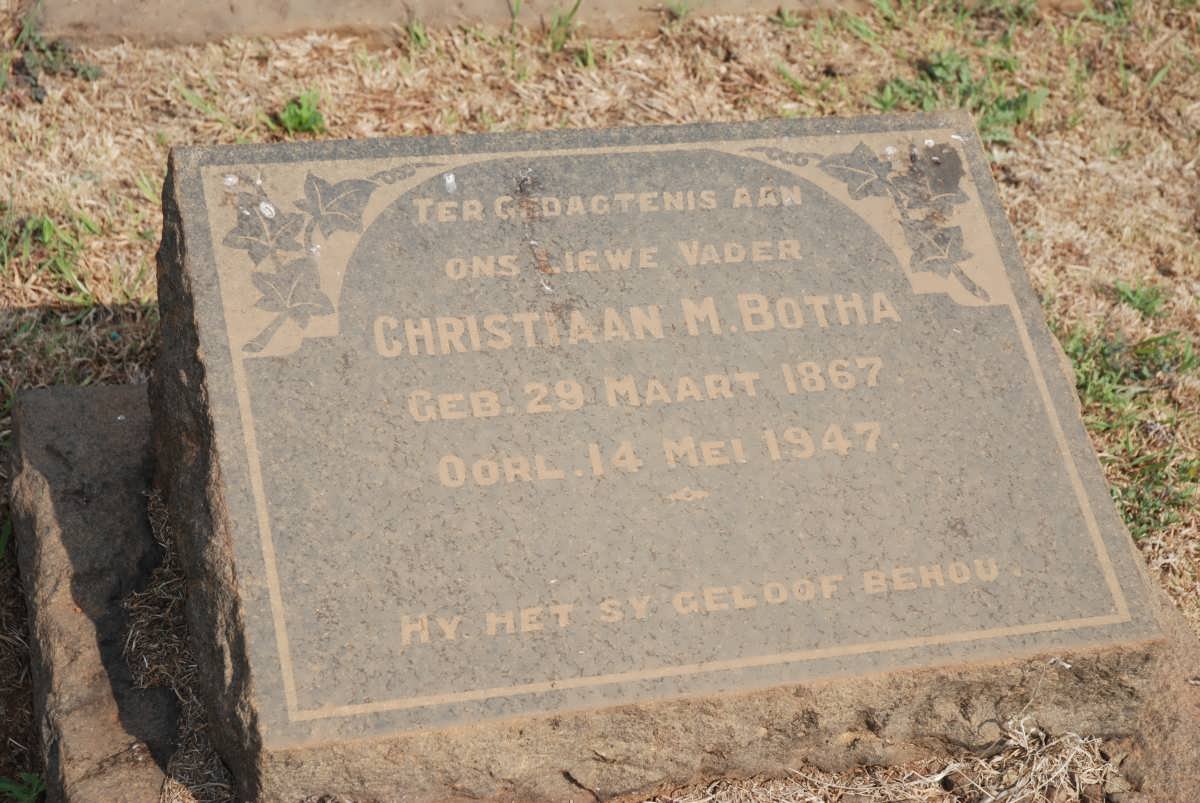 TER GEDAGTENIS AAN
ONS LIEWE VADER
CHRISTIAAN M. BOTHA
GEB. 29 MAART 1867.
OORL. 14 MEI 1947.
HY HET SY GELOOF BEHOU.